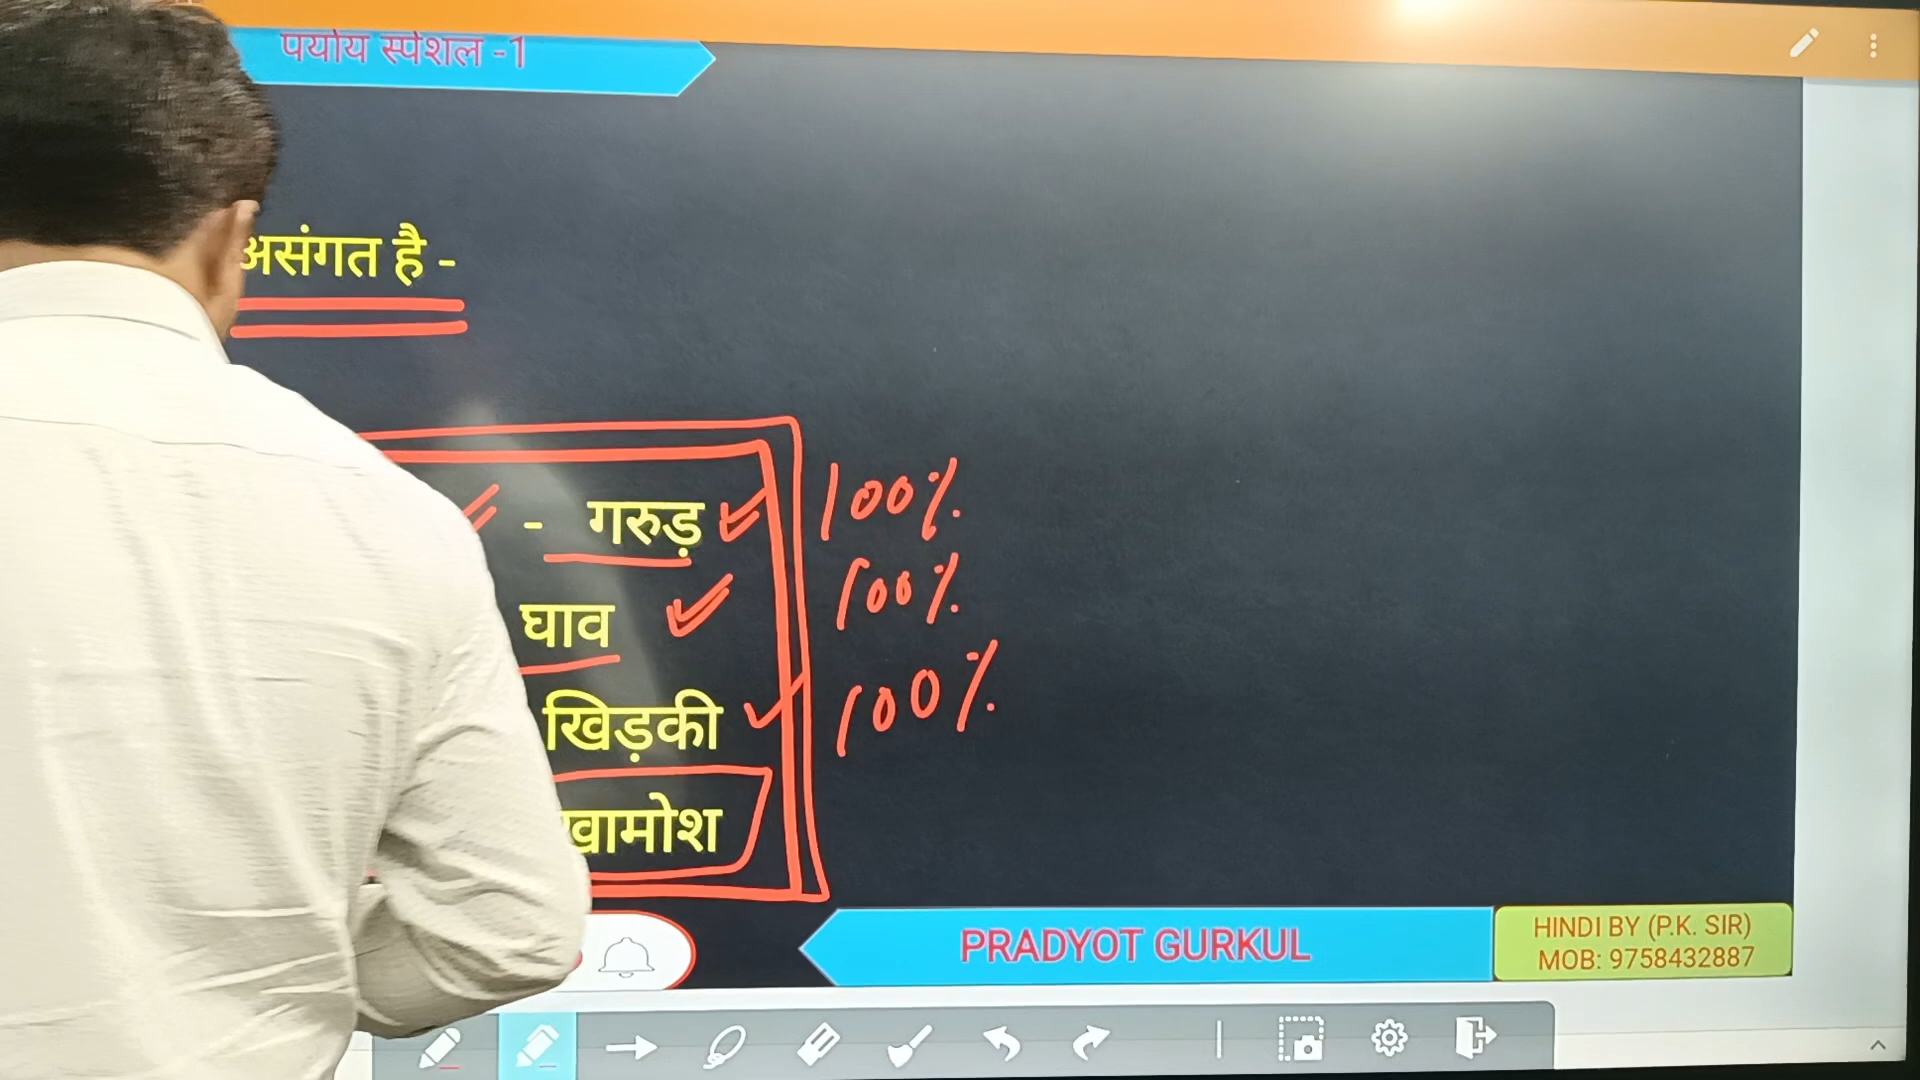 पर्याय स्पेशल -1
असंगत है -
- गरुड़ 100%.
घाव 100%.
खिड़की 100%.
खामोश
PRADYOT GURKUL
HINDI BY (P.K. SIR)
MOB: 9758432887